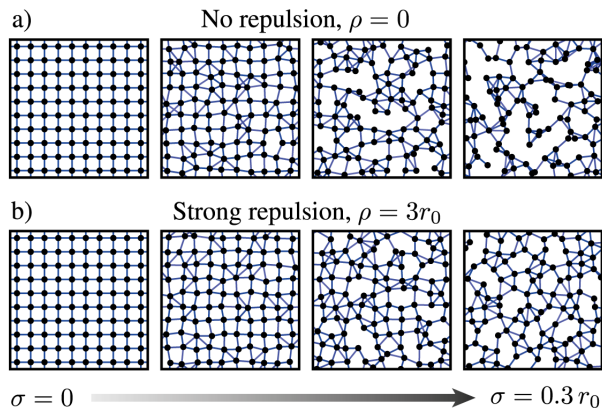 a) No repulsion, ρ = 0
b) Strong repulsion, ρ = 3r₀
σ = 0 σ = 0.3 r₀